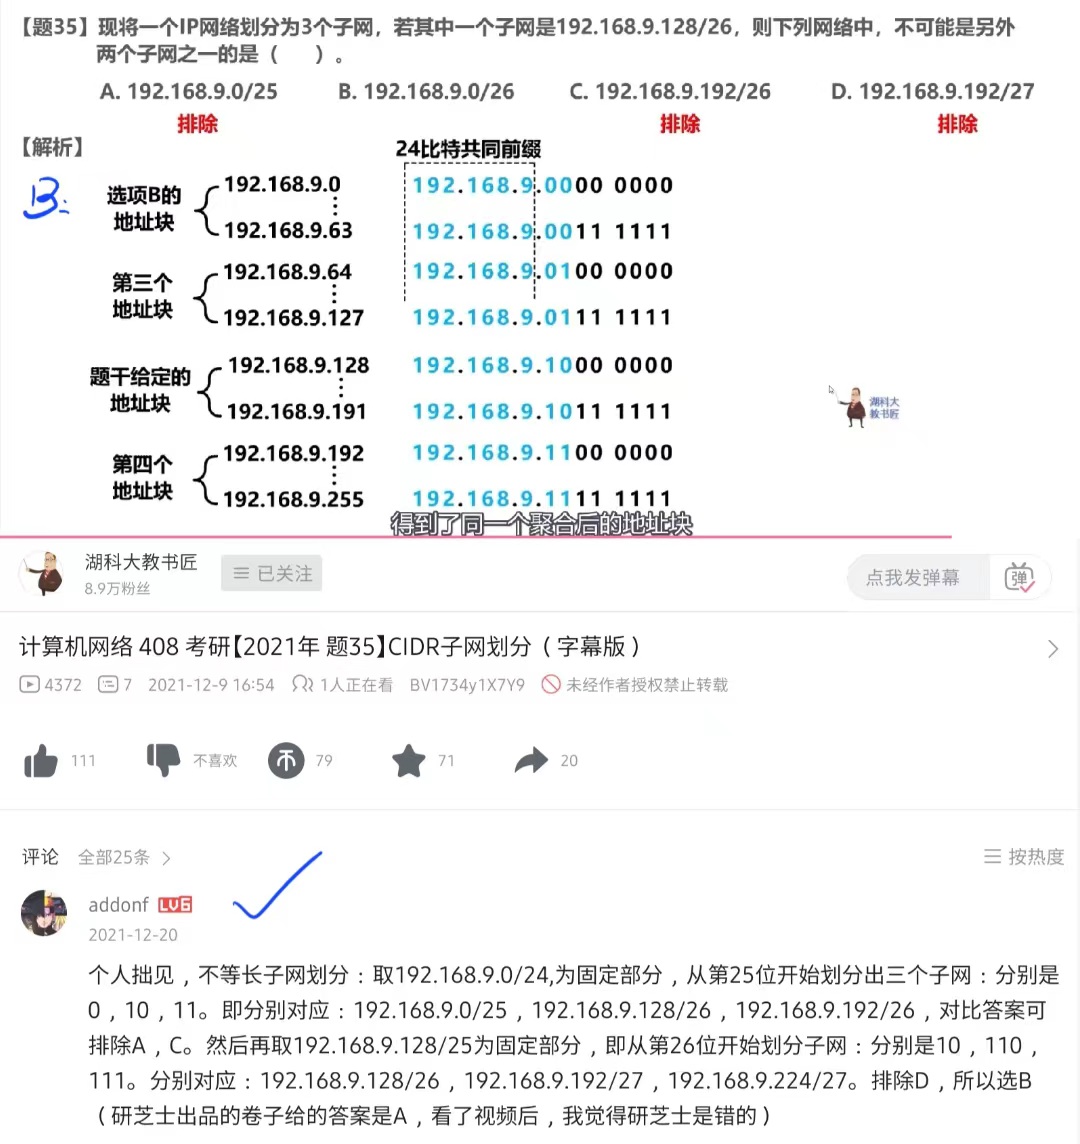 【题35】现将一个IP网络划分为3个子网，若其中一个子网是192.168.9.128/26，则下列网络中，不可能是另外
两个子网之一的是（ ）。
A. 192.168.9.0/25 B. 192.168.9.0/26 C. 192.168.9.192/26 D. 192.168.9.192/27
排除 排除 排除
【解析】
24比特共同前缀
B.
选项B的
地址块
192.168.9.0 192.168.9.0000 0000
192.168.9.63 192.168.9.0011 1111
第三个
地址块
192.168.9.64 192.168.9.0100 0000
192.168.9.127 192.168.9.0111 1111
题干给定的
地址块
192.168.9.128 192.168.9.1000 0000
192.168.9.191 192.168.9.1011 1111
湖科大
教书匠
第四个
地址块
192.168.9.192 192.168.9.1100 0000
192.168.9.255 192.168.9.1111 1111
得到了同一个聚合后的地址块
湖科大教书匠
8.9万粉丝
已关注
点我发弹幕
弹
计算机网络 408 考研【2021年 题35】CIDR子网划分（字幕版）
4372 7 2021-12-9 16:54 1人正在看 BV1734y1X7Y9 未经作者授权禁止转载
111 不喜欢 79 71 20
评论 全部25条 按热度
addonf LV6
2021-12-20
个人拙见，不等长子网划分：取192.168.9.0/24,为固定部分，从第25位开始划分出三个子网：分别是
0，10，11。即分别对应：192.168.9.0/25，192.168.9.128/26，192.168.9.192/26，对比答案可
排除A，C。然后再取192.168.9.128/25为固定部分，即从第26位开始划分子网：分别是10，110，
111。分别对应：192.168.9.128/26，192.168.9.192/27，192.168.9.224/27。排除D，所以选B
（研芝士出品的卷子给的答案是A，看了视频后，我觉得研芝士是错的）